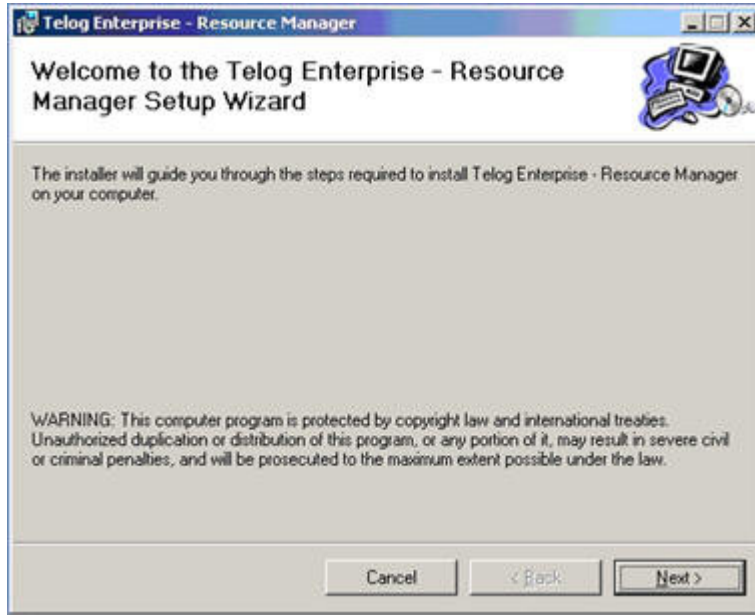 Telog Enterprise - Resource Manager
Welcome to the Telog Enterprise - Resource
Manager Setup Wizard
The installer will guide you through the steps required to install Telog Enterprise - Resource Manager
on your computer.
WARNING: This computer program is protected by copyright law and international treaties.
Unauthorized duplication or distribution of this program, or any portion of it, may result in severe civil
or criminal penalties, and will be prosecuted to the maximum extent possible under the law.
Cancel
< Back
Next >